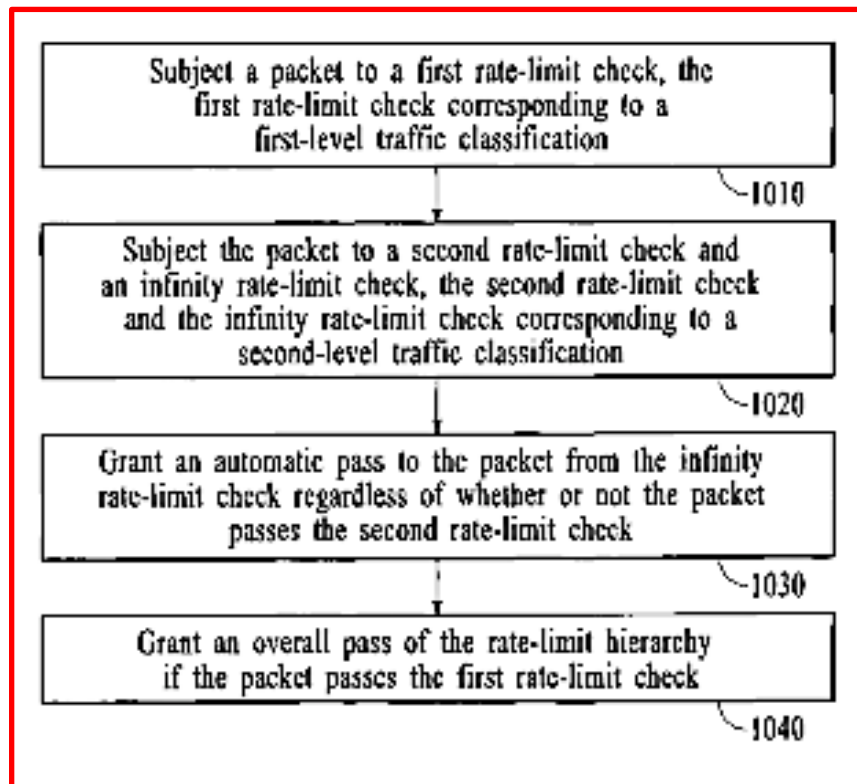 Subject a packet to a first rate-limit check, the
first rate-limit check corresponding to a
first-level traffic classification
1010
Subject the packet to a second rate-limit check and
an infinity rate-limit check, the second rate-limit check
and the infinity rate-limit check corresponding to a
second-level traffic classification
1020
Grant an automatic pass to the packet from the infinity
rate-limit check regardless of whether or not the packet
passes the second rate-limit check
1030
Grant an overall pass of the rate-limit hierarchy
if the packet passes the first rate-limit check
1040